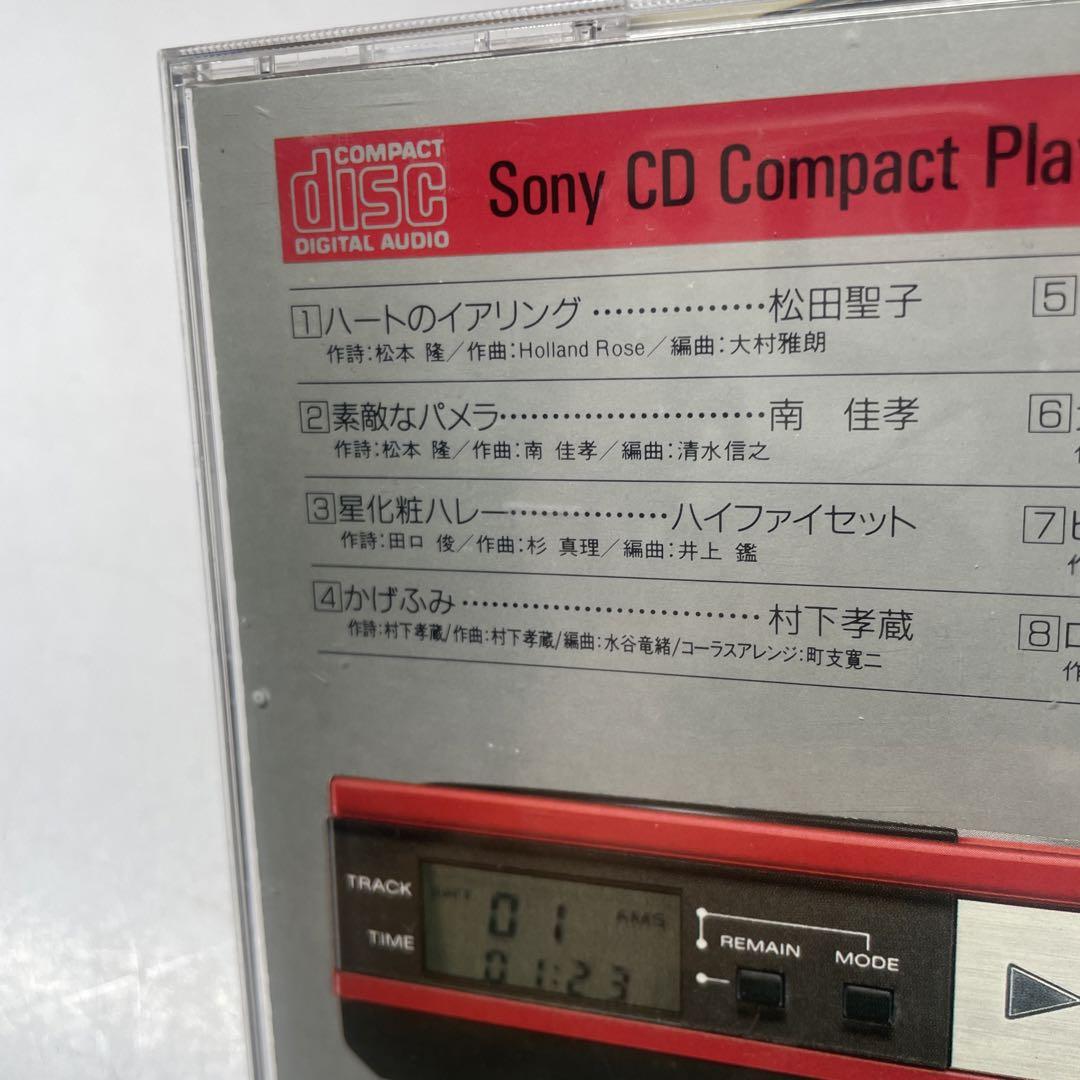 COMPACT
disc
DIGITAL AUDIO
Sony CD Compact
1 ハートのイアリング……………松田聖子
作詩:松本 隆/作曲:Holland Rose/編曲:大村雅朗
2 素敵なパメラ……………………南 佳孝
作詩:松本 隆/作曲:南 佳孝/編曲:清水信之
3 星化粧ハレー……………ハイファイセット
作詩:田口 俊/作曲:杉 真理/編曲:井上 鑑
4 かげふみ…………………………村下孝蔵
作詩:村下孝蔵/作曲:村下孝蔵/編曲:水谷竜緒/コーラスアレンジ:町支寛二
5
6
7
8
TRACK
01
AMS
TIME
01:23
REMAIN
MODE